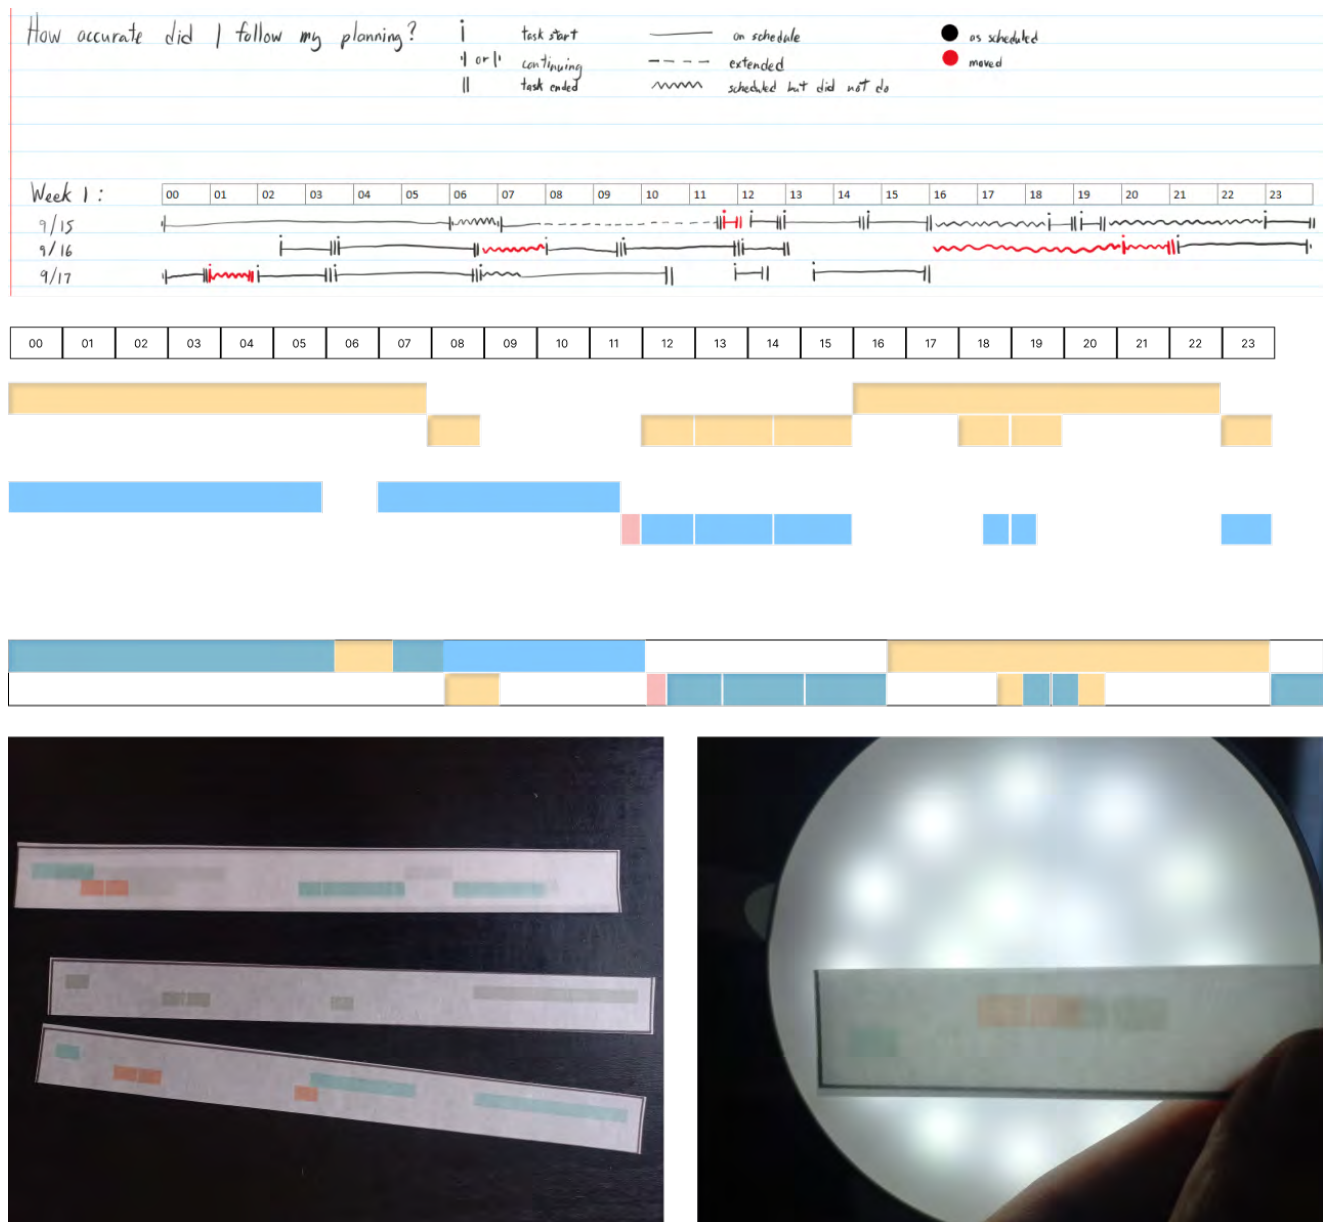 How accurate did I follow my planning?
i task start
·| or |· continuing
|| task ended
on schedule
extended
scheduled but did not do
as scheduled
moved
Week 1:
00 01 02 03 04 05 06 07 08 09 10 11 12 13 14 15 16 17 18 19 20 21 22 23
9/15
9/16
9/17
00 01 02 03 04 05 06 07 08 09 10 11 12 13 14 15 16 17 18 19 20 21 22 23